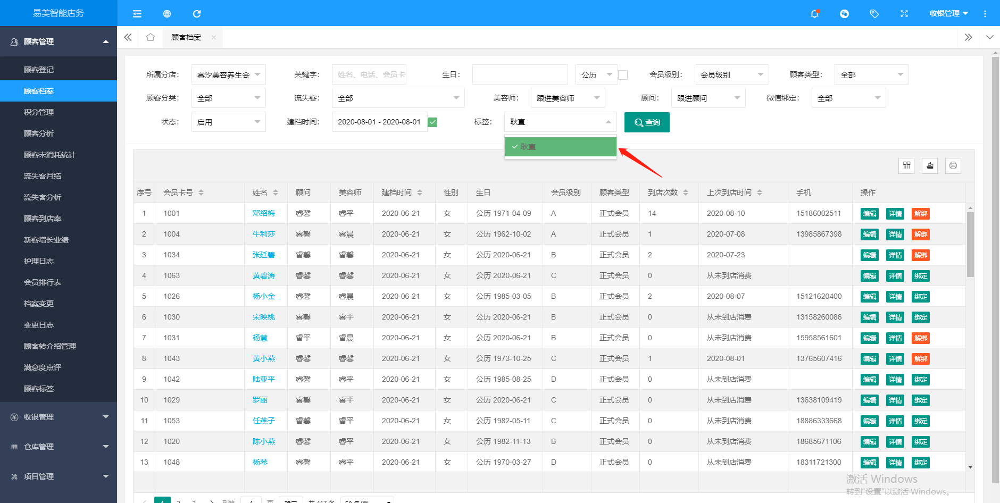 易美智能店务
收银管理
顾客管理
顾客登记
顾客档案
积分管理
顾客分析
顾客未消耗统计
流失客月结
流失客分析
顾客到店率
新客增长业绩
护理日志
会员排行表
档案变更
变更日志
顾客转介绍管理
满意度点评
顾客标签
收银管理
仓库管理
项目管理
顾客档案
所属分店: 睿汐美容养生会 关键字: 姓名、电话、会员卡 生日: 公历 会员级别: 会员级别 顾客类型: 全部
顾客分类: 全部 流失客: 全部 美容师: 跟进美容师 顾问: 跟进顾问 微信绑定: 全部
状态: 启用 建档时间: 2020-08-01 - 2020-08-01 标签: 耿直 查询
耿直
序号 会员卡号 姓名 顾问 美容师 建档时间 性别 生日 会员级别 顾客类型 到店次数 上次到店时间 手机 操作
1 1001 邓绍梅 睿馨 睿平 2020-06-21 女 公历 1971-04-09 A 正式会员 14 2020-08-10 15186002511 编辑 详情 解绑
2 1004 牛利莎 睿馨 睿晨 2020-06-21 女 公历 1962-10-02 A 正式会员 1 2020-07-08 13985867398 编辑 详情 解绑
3 1034 张廷碧 睿馨 睿馨 2020-06-21 女 公历 2020-06-21 B 正式会员 2 2020-07-23 编辑 详情 解绑
4 1063 黄碧涛 睿馨 睿馨 2020-06-21 女 公历 2020-06-21 C 正式会员 0 从未到店消费 编辑 详情 绑定
5 1026 杨小金 睿馨 睿晨 2020-06-21 女 公历 1985-03-05 B 正式会员 2 2020-08-07 15121620400 编辑 详情 绑定
6 1030 宋映桃 睿馨 睿平 2020-06-21 女 公历 2020-06-21 B 正式会员 0 从未到店消费 13158260086 编辑 详情 绑定
7 1031 杨慧 睿平 睿晨 2020-06-21 女 公历 2020-06-21 B 正式会员 0 从未到店消费 15958561601 编辑 详情 解绑
8 1043 黄小燕 睿馨 睿馨 2020-06-21 女 公历 1973-10-25 C 正式会员 1 2020-08-01 13765607416 编辑 详情 解绑
9 1042 陆亚平 睿馨 睿平 2020-06-21 女 公历 1985-08-25 D 正式会员 0 从未到店消费 编辑 详情 绑定
10 1029 罗丽 睿馨 睿平 2020-06-21 女 公历 2020-06-21 C 正式会员 0 从未到店消费 13638109419 编辑 详情 绑定
11 1053 任燕子 睿馨 睿平 2020-06-21 女 公历 1982-05-11 C 正式会员 0 从未到店消费 18886333668 编辑 详情 绑定
12 1020 陈小燕 睿馨 睿平 2020-06-21 女 公历 1982-11-13 B 正式会员 0 从未到店消费 18685671106 编辑 详情 绑定
13 1048 杨琴 睿馨 睿平 2020-06-21 女 公历 1970-03-27 D 正式会员 0 从未到店消费 18311721300 编辑 详情 绑定
激活 Windows
转到"设置"以激活 Windows。
1 2 3 到第 1 页 确定 共 117 条 50 条/页